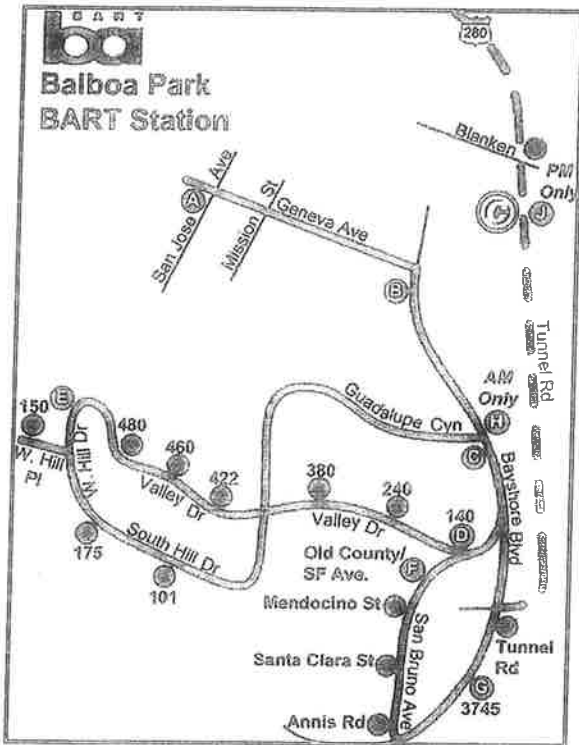 BART
ba
Balboa Park
BART Station
280
Blanken
PM
Only
C
J
Ave
St
A
San Jose
Mission
Geneva Ave
B
Tunnel Rd
AM
Only
H
Guadalupe Cyn
C
E
150
W. Hill
Pl
W. Hill Dr
480
460
422
Valley Dr
380
240
Valley Dr
140
D
Bayshore Blvd
175
South Hill Dr
101
Old County/
SF Ave.
F
Mendocino St
San Bruno Ave
Santa Clara St
Tunnel
Rd
G
3745
Annis Rd